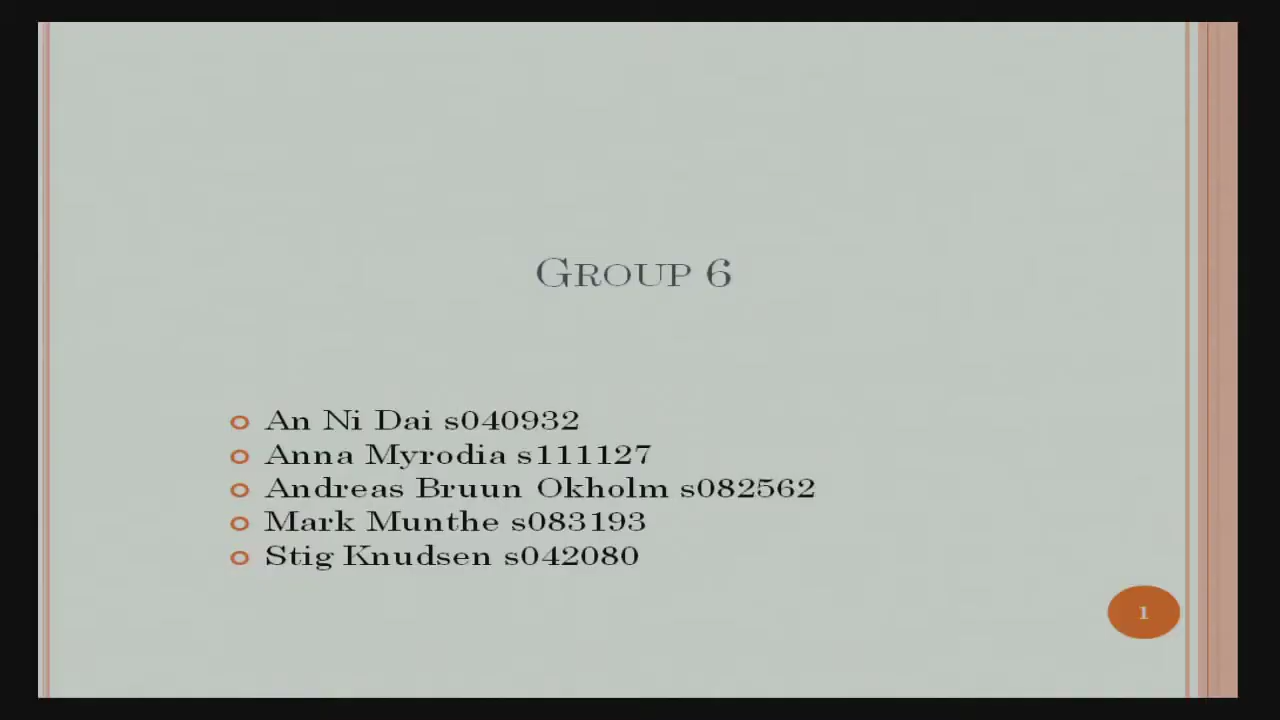 GROUP 6
An Ni Dai s040932
Anna Myrodia s111127
Andreas Bruun Okholm s082562
Mark Munthe s083193
Stig Knudsen s042080
1